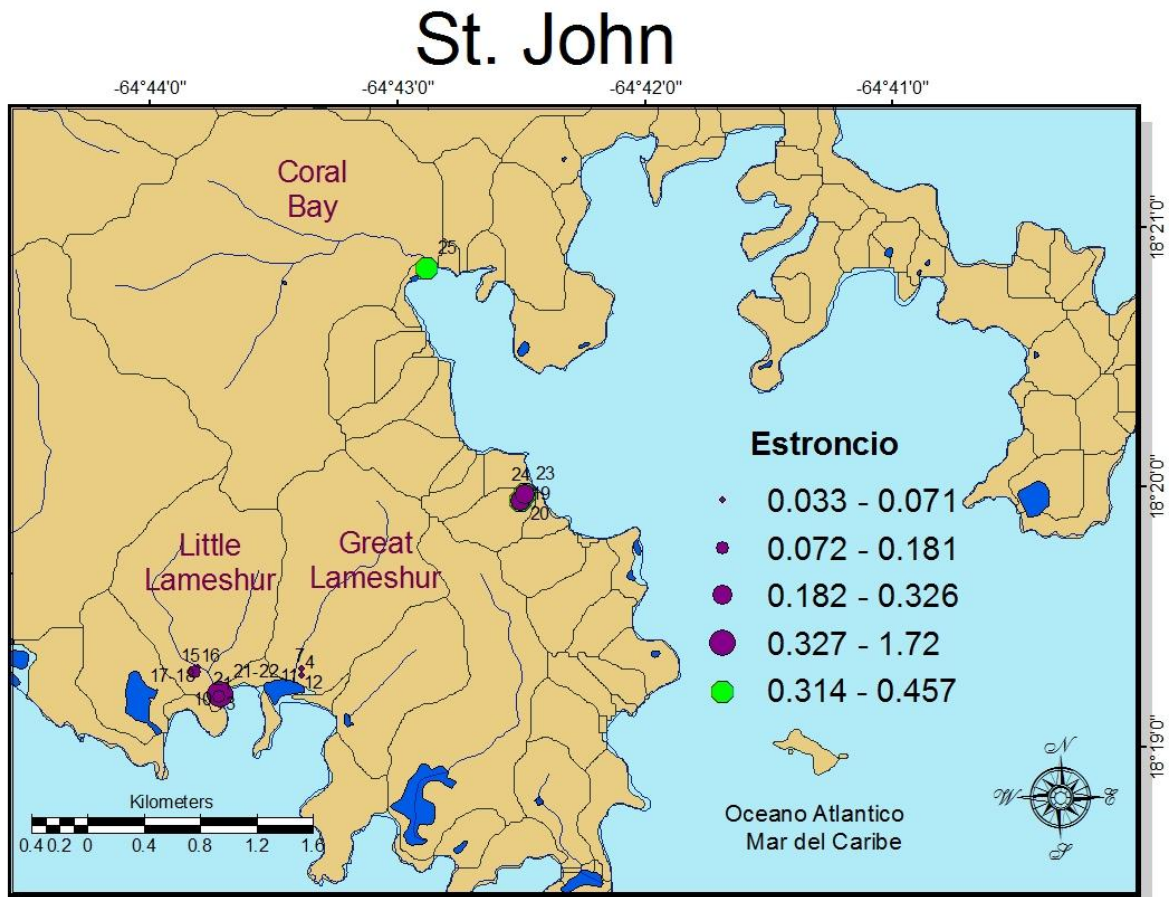 St. John
-64°44'0"
-64°43'0"
-64°42'0"
-64°41'0"
Coral
Bay
25
18°21'0"
Estroncio
24 23
19
20
18°20'0"
0.033 - 0.071
0.072 - 0.181
0.182 - 0.326
0.327 - 1.72
0.314 - 0.457
Little
Lameshur
Great
Lameshur
15 16
7
4
17-18
21-22
11
12
18°19'0"
Kilometers
0.4 0.2 0 0.4 0.8 1.2 1.6
Oceano Atlantico
Mar del Caribe
N
W
E
S